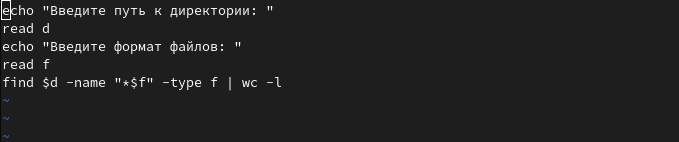 echo "Введите путь к директории: "
read d
echo "Введите формат файлов: "
read f
find $d -name "*$f" -type f | wc -l
~
~
~